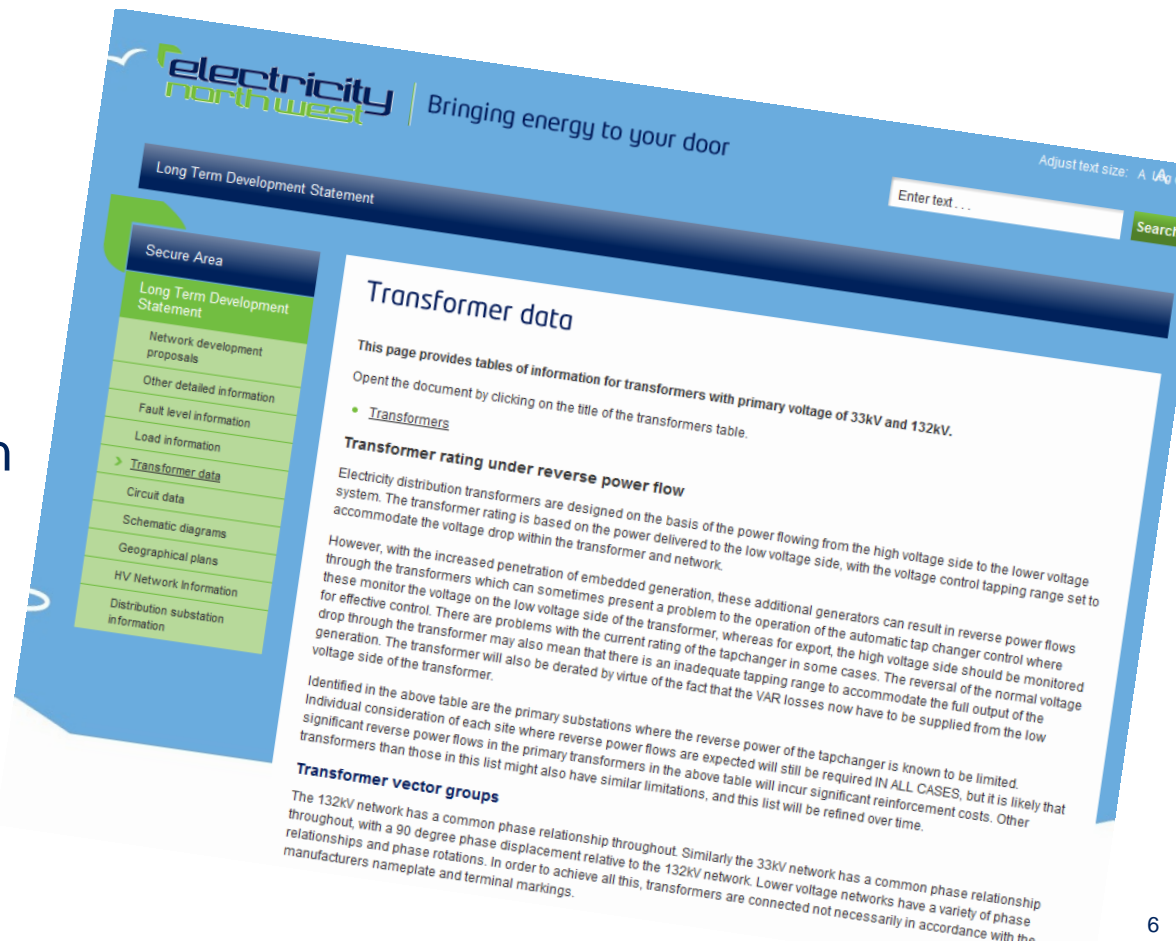 electricity
north west
Bringing energy to your door
Adjust text size: A
Long Term Development Statement
Enter text . . .
Search
Secure Area
Long Term Development
Statement
Network development
proposals
Other detailed information
Fault level information
Load information
Transformer data
Circuit data
Schematic diagrams
Geographical plans
HV Network Information
Distribution substation
information
Transformer data
This page provides tables of information for transformers with primary voltage of 33kV and 132kV.
Opent the document by clicking on the title of the transformers table.
• Transformers
Transformer rating under reverse power flow
Electricity distribution transformers are designed on the basis of the power flowing from the high voltage side to the lower voltage
system. The transformer rating is based on the power delivered to the low voltage side, with the voltage control tapping range set to
accommodate the voltage drop within the transformer and network.
However, with the increased penetration of embedded generation, these additional generators can result in reverse power flows
through the transformers which can sometimes present a problem to the operation of the automatic tap changer control where
these monitor the voltage on the low voltage side of the transformer, whereas for export, the high voltage side should be monitored
for effective control. There are problems with the current rating of the tapchanger in some cases. The reversal of the normal voltage
drop through the transformer may also mean that there is an inadequate tapping range to accommodate the full output of the
generation. The transformer will also be derated by virtue of the fact that the VAR losses now have to be supplied from the low
voltage side of the transformer.
Identified in the above table are the primary substations where the reverse power of the tapchanger is known to be limited.
Individual consideration of each site where reverse power flows are expected will still be required IN ALL CASES, but it is likely that
significant reverse power flows in the primary transformers in the above table will incur significant reinforcement costs. Other
transformers than those in this list might also have similar limitations, and this list will be refined over time.
Transformer vector groups
The 132kV network has a common phase relationship throughout. Similarly the 33kV network has a common phase relationship
throughout, with a 90 degree phase displacement relative to the 132kV network. Lower voltage networks have a variety of phase
relationships and phase rotations. In order to achieve all this, transformers are connected not necessarily in accordance with the
manufacturers nameplate and terminal markings.
n
6